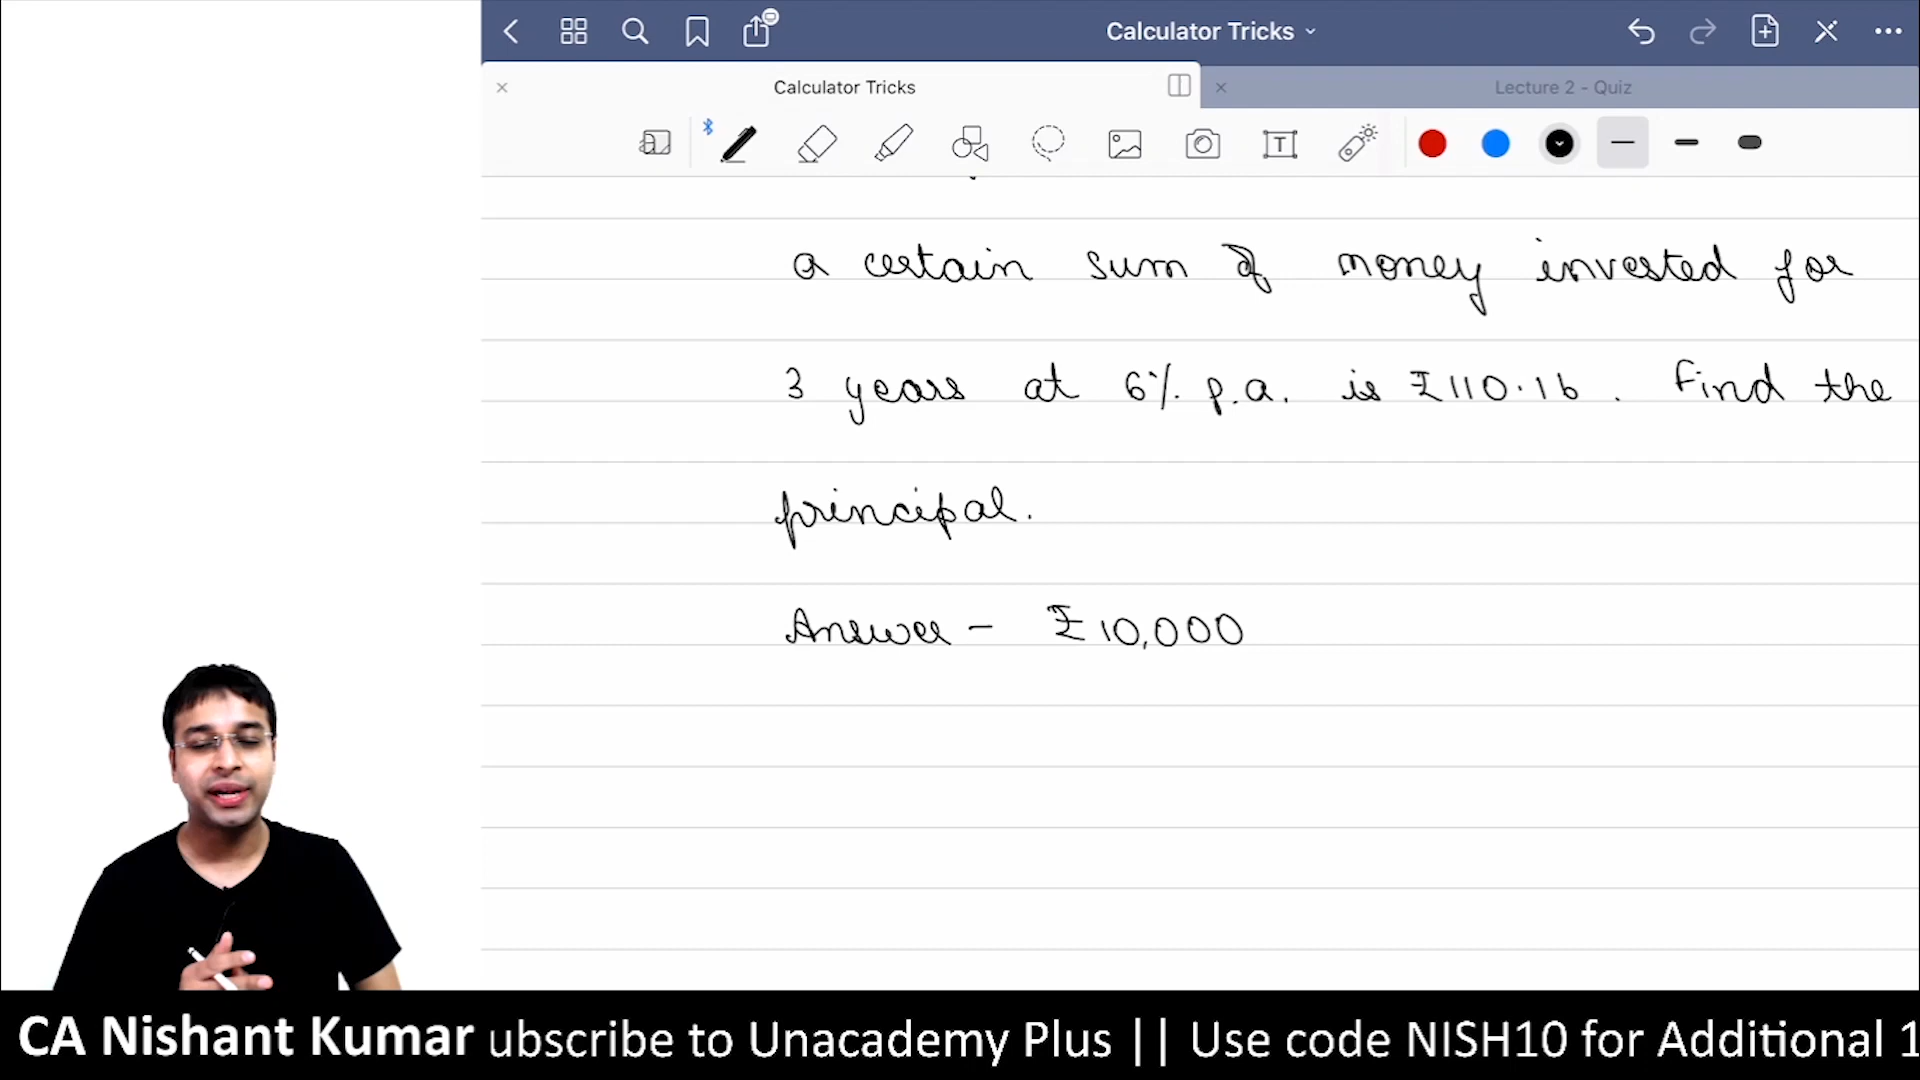 Calculator Tricks
Calculator Tricks
Lecture 2 - Quiz
a certain sum of money invested for
3 years at 6% p.a. is ₹110.16. Find the
principal.
Answer - ₹10,000
CA Nishant Kumar ubscribe to Unacademy Plus || Use code NISH10 for Additional 1